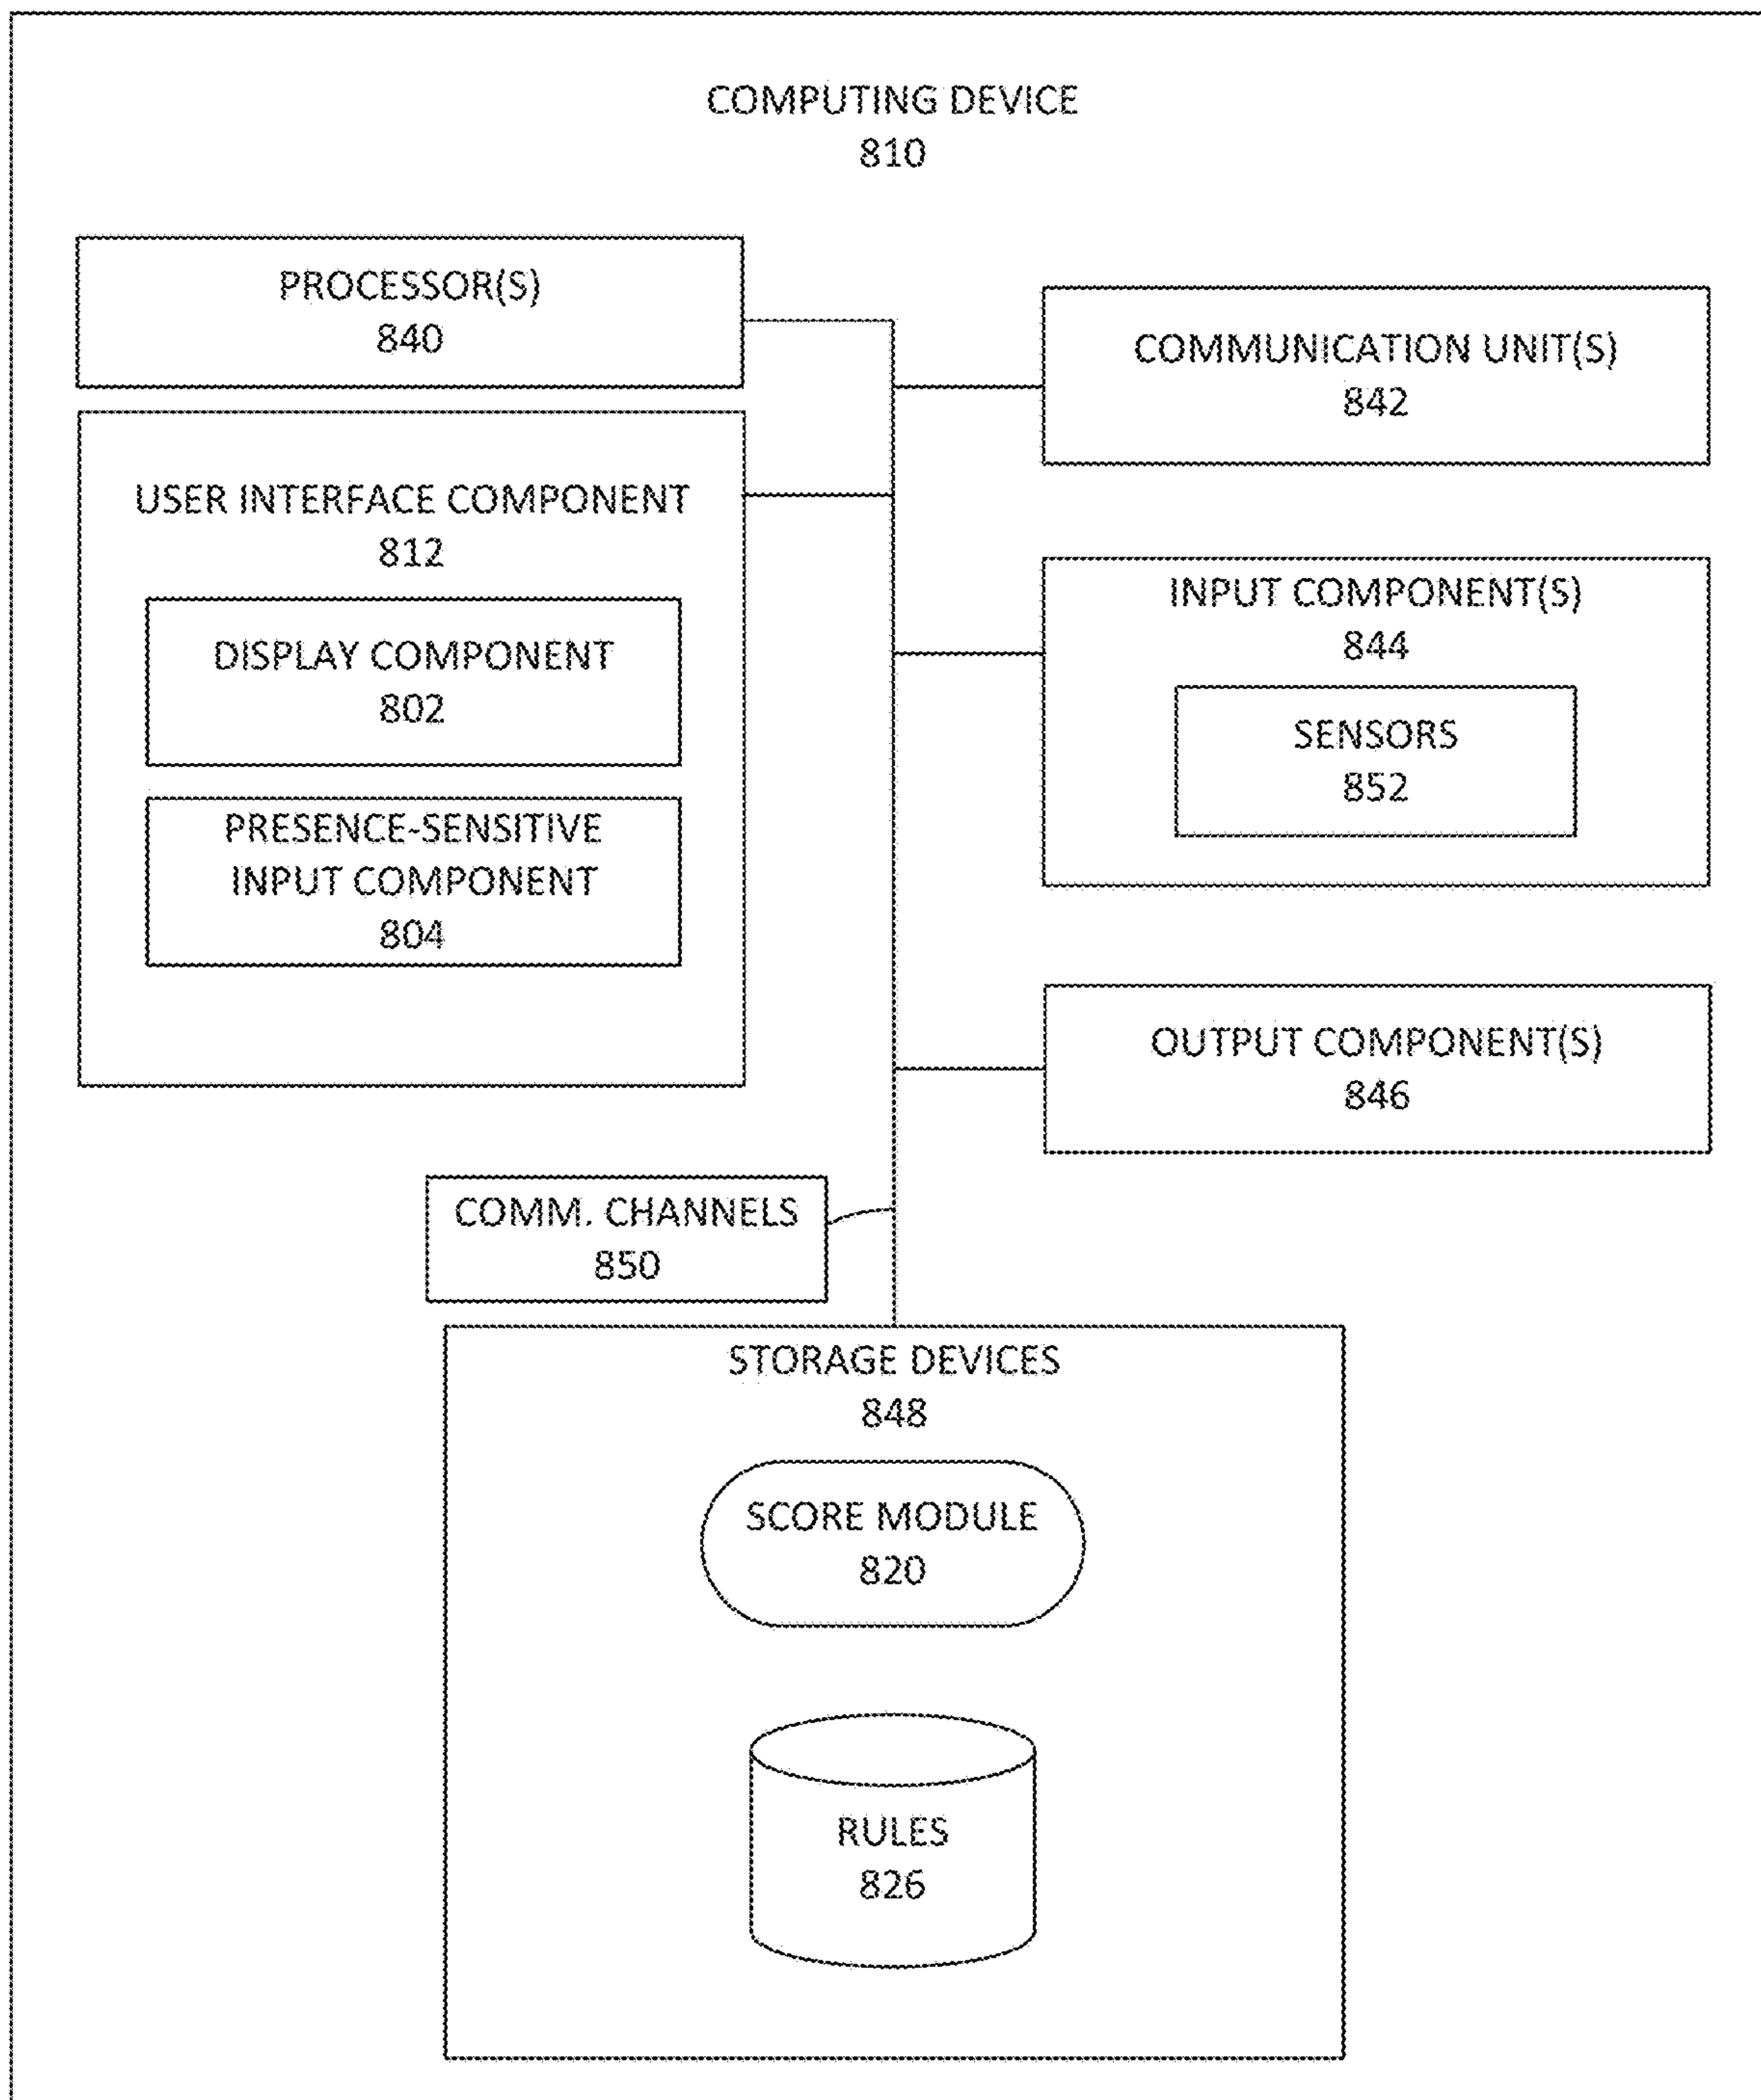 COMPUTING DEVICE
810
PROCESSOR(S)
840
COMMUNICATION UNIT(S)
842
USER INTERFACE COMPONENT
812
DISPLAY COMPONENT
802
PRESENCE-SENSITIVE
INPUT COMPONENT
804
INPUT COMPONENT(S)
844
SENSORS
852
OUTPUT COMPONENT(S)
846
COMM. CHANNELS
850
STORAGE DEVICES
848
SCORE MODULE
820
RULES
826